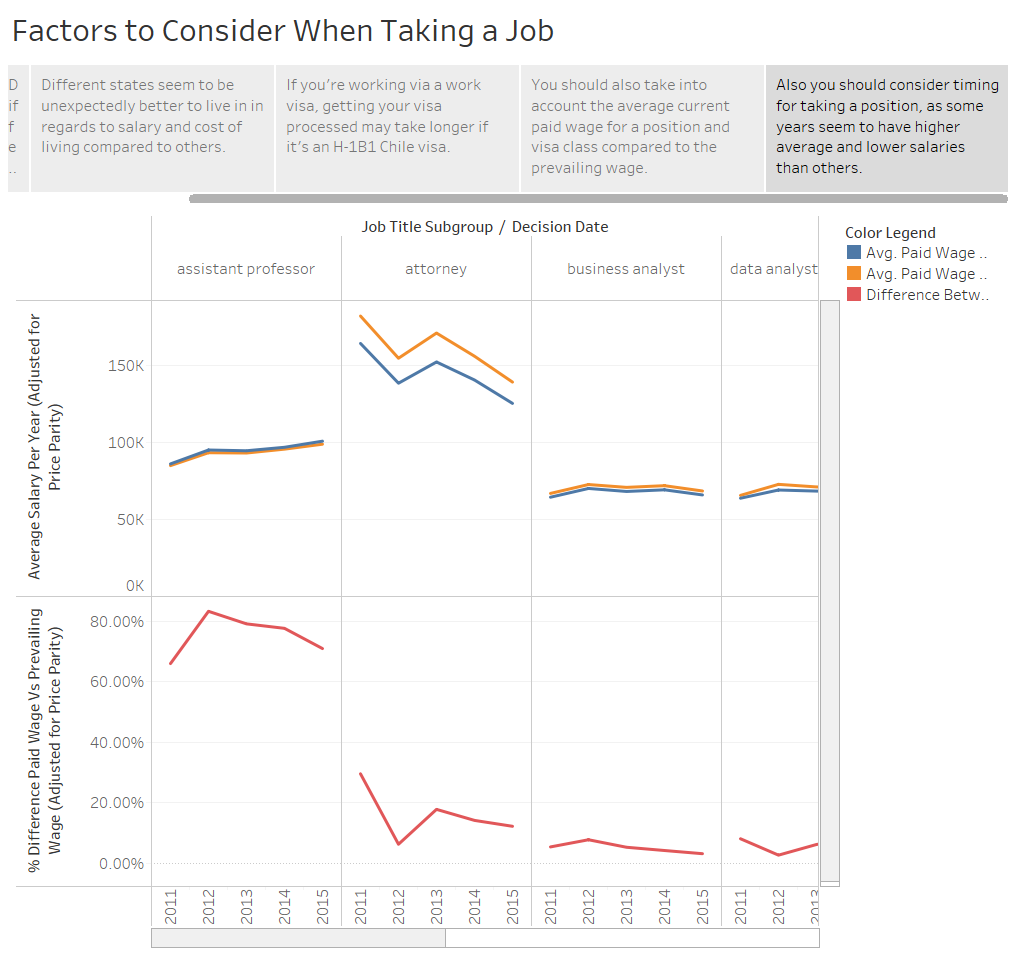 Factors to Consider When Taking a Job
D
if
f
e
..
Different states seem to be
unexpectedly better to live in in
regards to salary and cost of
living compared to others.
If you’re working via a work
visa, getting your visa
processed may take longer if
it’s an H-1B1 Chile visa.
You should also take into
account the average current
paid wage for a position and
visa class compared to the
prevailing wage.
Also you should consider timing
for taking a position, as some
years seem to have higher
average and lower salaries
than others.
Job Title Subgroup / Decision Date
assistant professor
attorney
business analyst
data analyst
Color Legend
Avg. Paid Wage ..
Avg. Paid Wage ..
Difference Betw..
Average Salary Per Year (Adjusted for
Price Parity)
150K
100K
50K
0K
% Difference Paid Wage Vs Prevailing
Wage (Adjusted for Price Parity)
80.00%
60.00%
40.00%
20.00%
0.00%
2011 2012 2013 2014 2015 2011 2012 2013 2014 2015 2011 2012 2013 2014 2015 2011 2012 2013